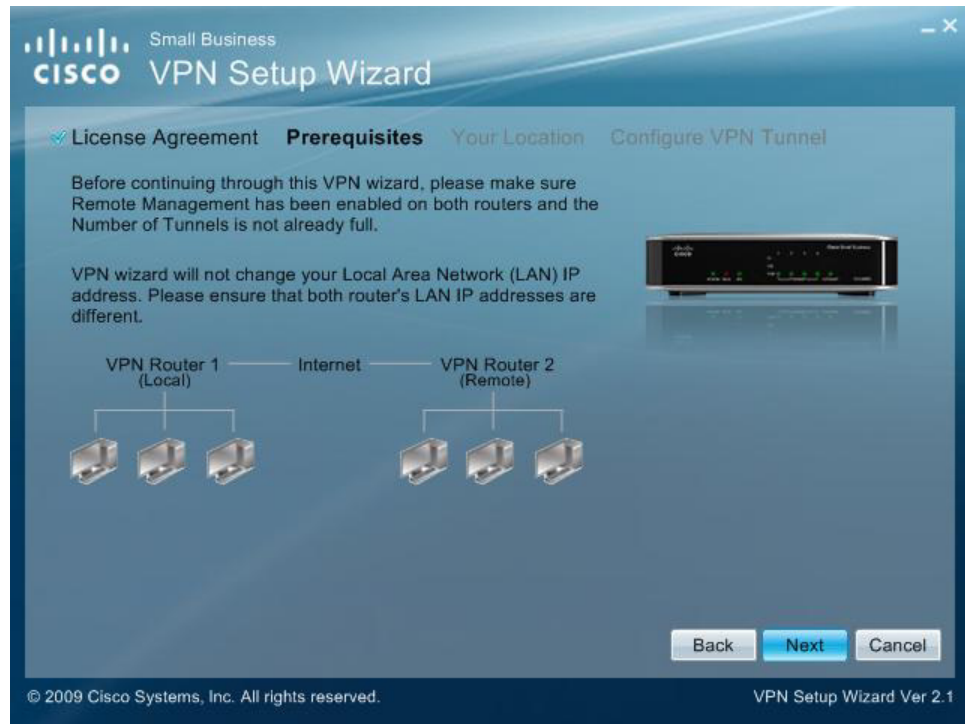 Small Business
CISCO VPN Setup Wizard
License Agreement Prerequisites Your Location Configure VPN Tunnel
Before continuing through this VPN wizard, please make sure
Remote Management has been enabled on both routers and the
Number of Tunnels is not already full.
VPN wizard will not change your Local Area Network (LAN) IP
address. Please ensure that both router's LAN IP addresses are
different.
VPN Router 1 Internet VPN Router 2
(Local) (Remote)
Back Next Cancel
© 2009 Cisco Systems, Inc. All rights reserved. VPN Setup Wizard Ver 2.1